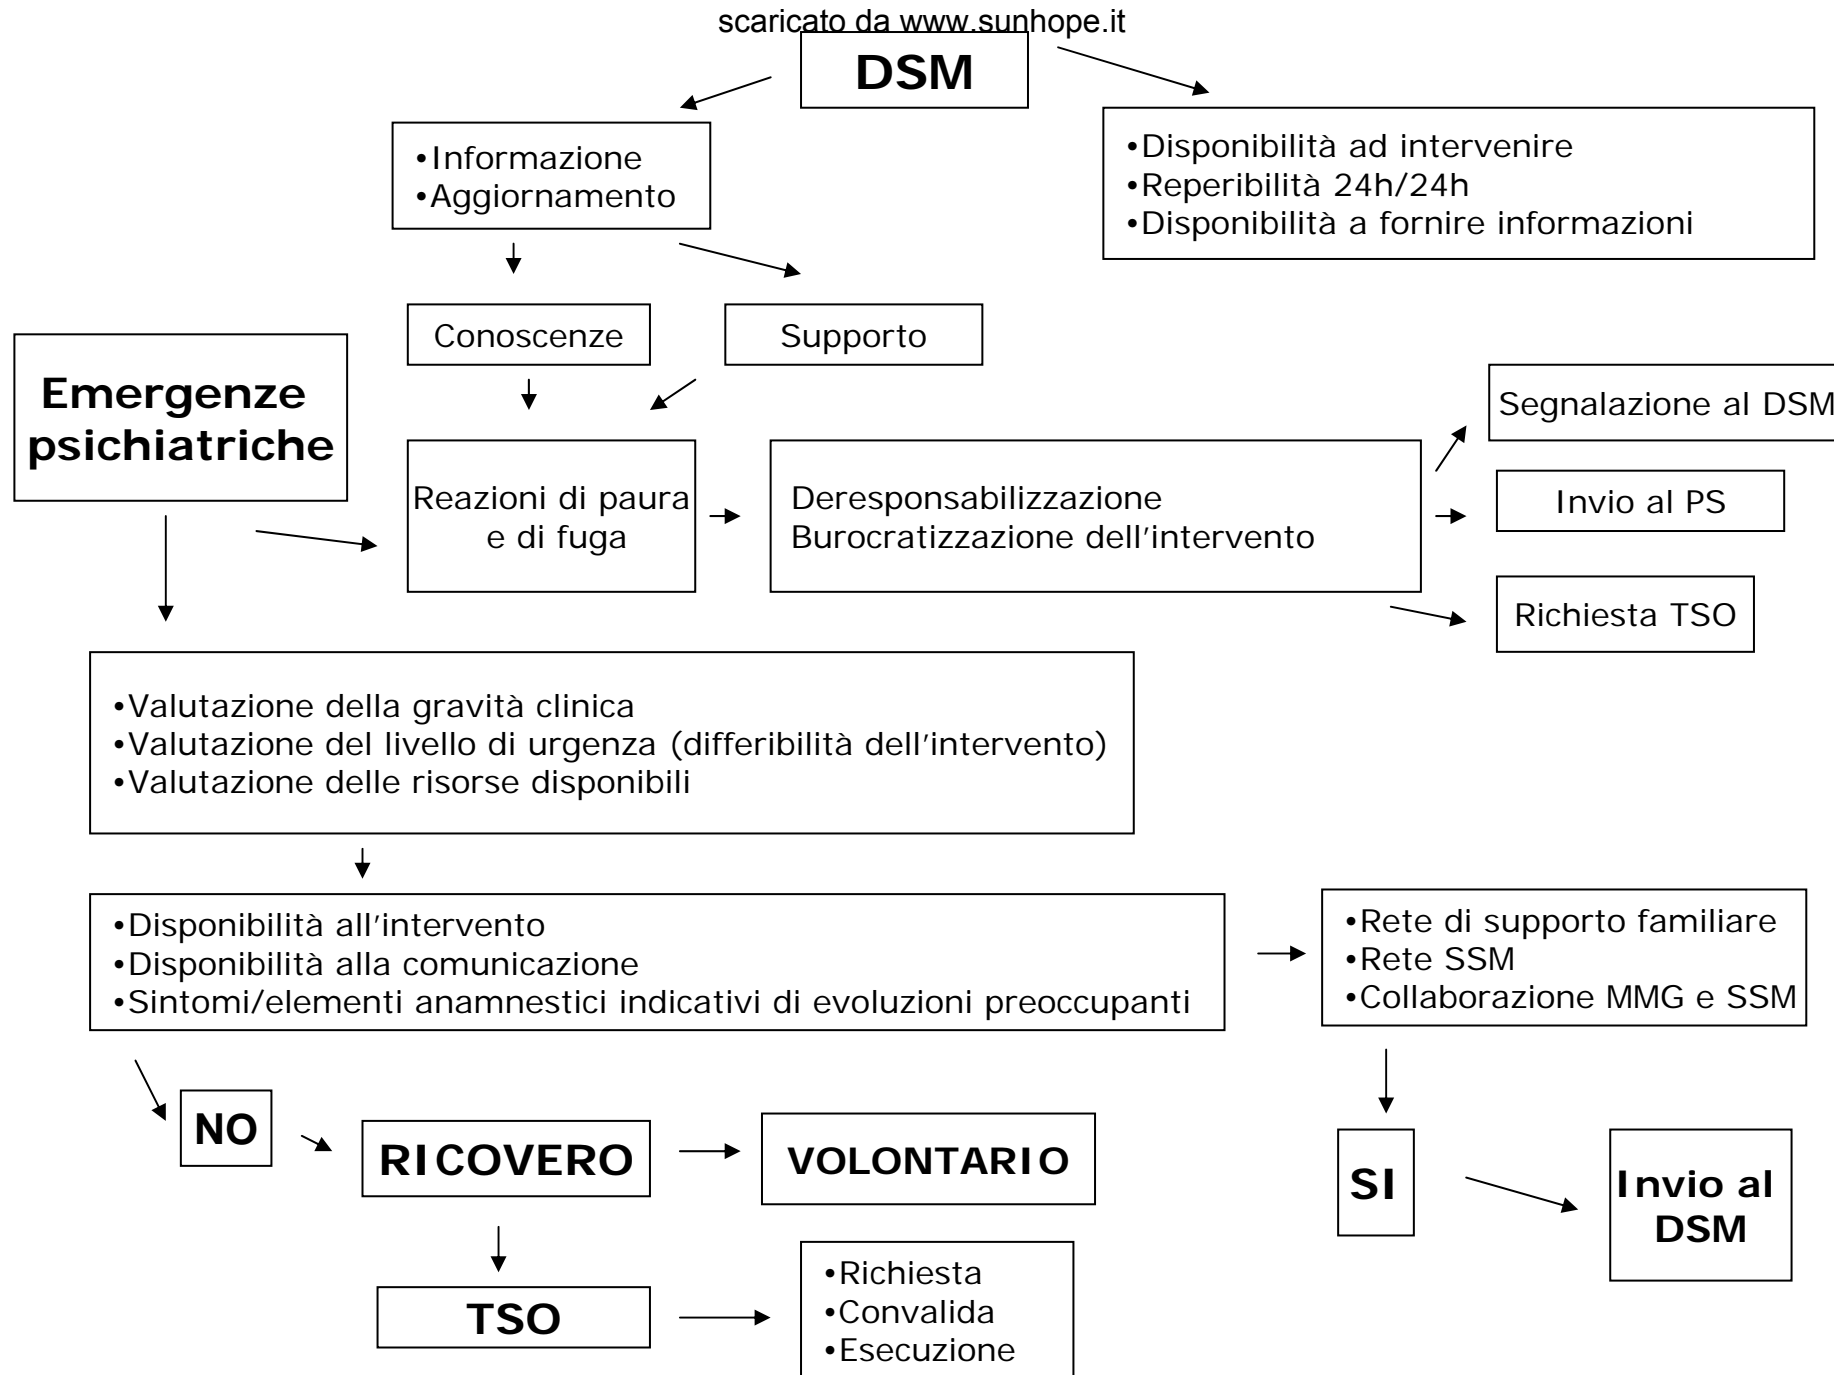 scaricato da www.sunhope.it
DSM
•Informazione
•Aggiornamento
•Disponibilità ad intervenire
•Reperibilità 24h/24h
•Disponibilità a fornire informazioni
Conoscenze
Supporto
Emergenze
psichiatriche
Segnalazione al DSM
Reazioni di paura
e di fuga
Deresponsabilizzazione
Burocratizzazione dell'intervento
Invio al PS
Richiesta TSO
•Valutazione della gravità clinica
•Valutazione del livello di urgenza (differibilità dell'intervento)
•Valutazione delle risorse disponibili
•Disponibilità all'intervento
•Disponibilità alla comunicazione
•Sintomi/elementi anamnestici indicativi di evoluzioni preoccupanti
•Rete di supporto familiare
•Rete SSM
•Collaborazione MMG e SSM
NO
RICOVERO
VOLONTARIO
SI
Invio al
DSM
TSO
•Richiesta
•Convalida
•Esecuzione